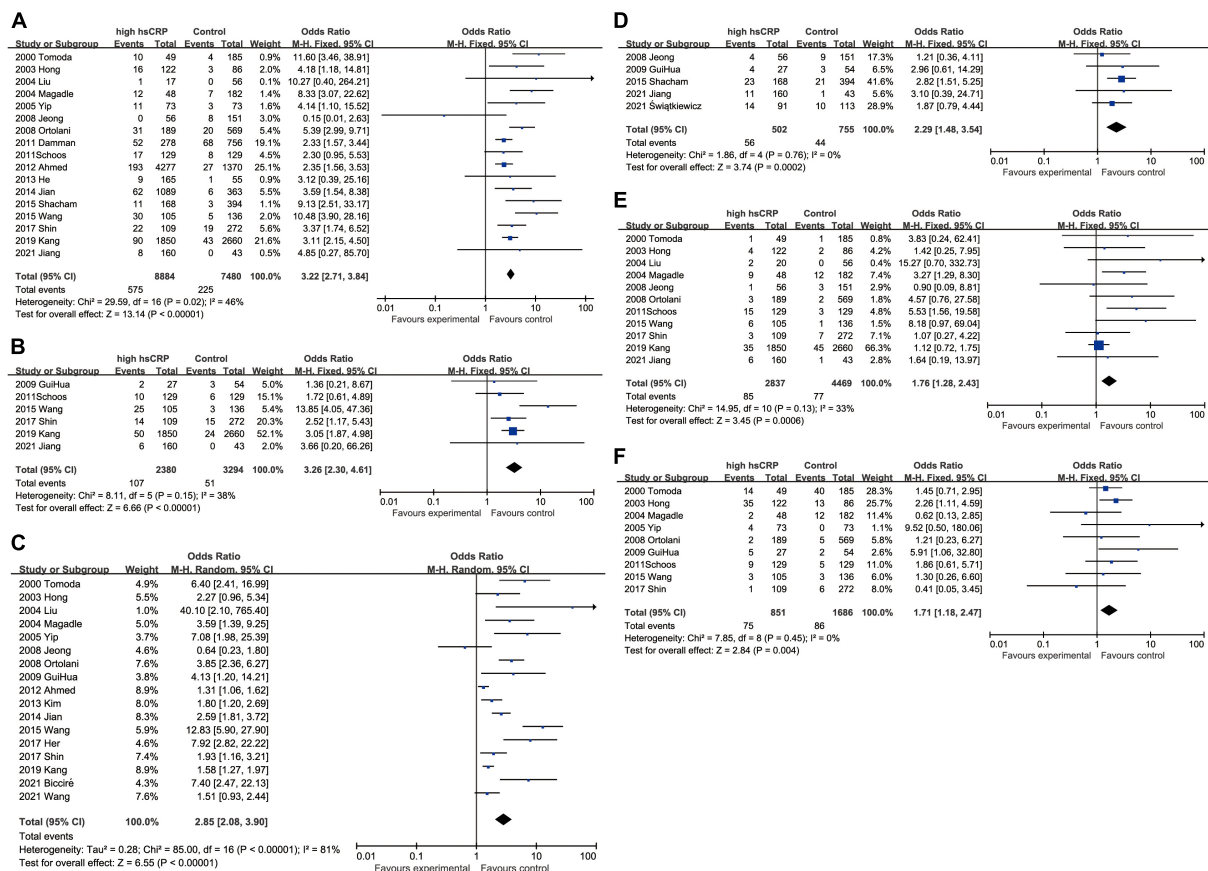 A
high hsCRP Control Odds Ratio Odds Ratio
Study or Subgroup Events Total Events Total Weight M-H. Fixed. 95% CI M-H. Fixed. 95% CI
2000 Tomoda 10 49 4 185 0.9% 11.60 [3.46, 38.91]
2003 Hong 16 122 3 86 2.0% 4.18 [1.18, 14.81]
2004 Liu 1 17 0 56 0.1% 10.27 [0.40, 264.21]
2004 Magadle 12 48 7 182 1.5% 8.33 [3.07, 22.62]
2005 Yip 11 73 3 73 1.7% 4.14 [1.10, 15.52]
2008 Jeong 0 56 8 151 3.1% 0.15 [0.01, 2.63]
2008 Ortolani 31 189 20 569 5.5% 5.39 [2.99, 9.71]
2011 Damman 52 278 68 756 19.8% 2.33 [1.57, 3.44]
2011Schoos 17 129 8 129 4.7% 2.30 [0.95, 5.53]
2012 Ahmed 193 4277 27 1370 25.1% 2.35 [1.56, 3.53]
2013 He 9 165 1 55 0.9% 3.12 [0.39, 25.16]
2014 Jian 62 1089 6 363 5.7% 3.59 [1.54, 8.38]
2015 Shacham 11 168 3 394 1.1% 9.13 [2.51, 33.17]
2015 Wang 30 105 5 136 2.1% 10.48 [3.90, 28.16]
2017 Shin 22 109 19 272 5.6% 3.37 [1.74, 6.52]
2019 Kang 90 1850 43 2660 21.6% 3.11 [2.15, 4.50]
2021 Jiang 8 160 0 43 0.5% 4.85 [0.27, 85.70]
Total (95% CI) 8884 7480 100.0% 3.22 [2.71, 3.84]
Total events 575 225
Heterogeneity: Chi² = 29.59, df = 16 (P = 0.02); I² = 46%
Test for overall effect: Z = 13.14 (P < 0.00001)
0.01 0.1 1 10 100
Favours experimental Favours control
B
high hsCRP Control Odds Ratio Odds Ratio
Study or Subgroup Events Total Events Total Weight M-H. Fixed. 95% CI M-H. Fixed. 95% CI
2009 GuiHua 2 27 3 54 5.0% 1.36 [0.21, 8.67]
2011Schoos 10 129 6 129 15.1% 1.72 [0.61, 4.89]
2015 Wang 25 105 3 136 5.4% 13.85 [4.05, 47.36]
2017 Shin 14 109 15 272 20.3% 2.52 [1.17, 5.43]
2019 Kang 50 1850 24 2660 52.1% 3.05 [1.87, 4.98]
2021 Jiang 6 160 0 43 2.0% 3.66 [0.20, 66.26]
Total (95% CI) 2380 3294 100.0% 3.26 [2.30, 4.61]
Total events 107 51
Heterogeneity: Chi² = 8.11, df = 5 (P = 0.15); I² = 38%
Test for overall effect: Z = 6.66 (P < 0.00001)
0.01 0.1 1 10 100
Favours experimental Favours control
C
Odds Ratio Odds Ratio
Study or Subgroup Weight M-H. Random. 95% CI M-H. Random. 95% CI
2000 Tomoda 4.9% 6.40 [2.41, 16.99]
2003 Hong 5.5% 2.27 [0.96, 5.34]
2004 Liu 1.0% 40.10 [2.10, 765.40]
2004 Magadle 5.0% 3.59 [1.39, 9.25]
2005 Yip 3.7% 7.08 [1.98, 25.39]
2008 Jeong 4.6% 0.64 [0.23, 1.80]
2008 Ortolani 7.6% 3.85 [2.36, 6.27]
2009 GuiHua 3.8% 4.13 [1.20, 14.21]
2012 Ahmed 8.9% 1.31 [1.06, 1.62]
2013 Kim 8.0% 1.80 [1.20, 2.69]
2014 Jian 8.3% 2.59 [1.81, 3.72]
2015 Wang 5.9% 12.83 [5.90, 27.90]
2017 Her 4.6% 7.92 [2.82, 22.22]
2017 Shin 7.4% 1.93 [1.16, 3.21]
2019 Kang 8.9% 1.58 [1.27, 1.97]
2021 Bicciré 4.3% 7.40 [2.47, 22.13]
2021 Wang 7.6% 1.51 [0.93, 2.44]
Total (95% CI) 100.0% 2.85 [2.08, 3.90]
Total events
Heterogeneity: Tau² = 0.28; Chi² = 85.00, df = 16 (P < 0.00001); I² = 81%
Test for overall effect: Z = 6.55 (P < 0.00001)
0.01 0.1 1 10 100
Favours experimental Favours control
D
high hsCRP Control Odds Ratio Odds Ratio
Study or Subgroup Events Total Events Total Weight M-H. Fixed. 95% CI M-H. Fixed. 95% CI
2008 Jeong 4 56 9 151 17.3% 1.21 [0.36, 4.11]
2009 GuiHua 4 27 3 54 6.5% 2.96 [0.61, 14.29]
2015 Shacham 23 168 21 394 41.6% 2.82 [1.51, 5.25]
2021 Jiang 11 160 1 43 5.6% 3.10 [0.39, 24.71]
2021 Świątkiewicz 14 91 10 113 28.9% 1.87 [0.79, 4.44]
Total (95% CI) 502 755 100.0% 2.29 [1.48, 3.54]
Total events 56 44
Heterogeneity: Chi² = 1.86, df = 4 (P = 0.76); I² = 0%
Test for overall effect: Z = 3.74 (P = 0.0002)
0.01 0.1 1 10 100
Favours experimental Favours control
E
high hsCRP Control Odds Ratio Odds Ratio
Study or Subgroup Events Total Events Total Weight M-H. Fixed. 95% CI M-H. Fixed. 95% CI
2000 Tomoda 1 49 1 185 0.8% 3.83 [0.24, 62.41]
2003 Hong 4 122 2 86 4.2% 1.42 [0.25, 7.95]
2004 Liu 2 20 0 56 0.4% 15.27 [0.70, 332.73]
2004 Magadle 9 48 12 182 7.4% 3.27 [1.29, 8.30]
2008 Jeong 1 56 3 151 3.0% 0.90 [0.09, 8.81]
2008 Ortolani 3 189 2 569 1.8% 4.57 [0.76, 27.58]
2011Schoos 15 129 3 129 4.8% 5.53 [1.56, 19.58]
2015 Wang 6 105 1 136 1.5% 8.18 [0.97, 69.04]
2017 Shin 3 109 7 272 7.2% 1.07 [0.27, 4.22]
2019 Kang 35 1850 45 2660 66.3% 1.12 [0.72, 1.75]
2021 Jiang 6 160 1 43 2.8% 1.64 [0.19, 13.97]
Total (95% CI) 2837 4469 100.0% 1.76 [1.28, 2.43]
Total events 85 77
Heterogeneity: Chi² = 14.95, df = 10 (P = 0.13); I² = 33%
Test for overall effect: Z = 3.45 (P = 0.0006)
0.01 0.1 1 10 100
Favours experimental Favours control
F
high hsCRP Control Odds Ratio Odds Ratio
Study or Subgroup Events Total Events Total Weight M-H. Fixed. 95% CI M-H. Fixed. 95% CI
2000 Tomoda 14 49 40 185 28.3% 1.45 [0.71, 2.95]
2003 Hong 35 122 13 86 25.7% 2.26 [1.11, 4.59]
2004 Magadle 2 48 12 182 11.4% 0.62 [0.13, 2.85]
2005 Yip 4 73 0 73 1.1% 9.52 [0.50, 180.06]
2008 Ortolani 2 189 5 569 5.8% 1.21 [0.23, 6.27]
2009 GuiHua 5 27 2 54 2.6% 5.91 [1.06, 32.80]
2011Schoos 9 129 5 129 11.0% 1.86 [0.61, 5.71]
2015 Wang 3 105 3 136 6.0% 1.30 [0.26, 6.60]
2017 Shin 1 109 6 272 8.0% 0.41 [0.05, 3.45]
Total (95% CI) 851 1686 100.0% 1.71 [1.18, 2.47]
Total events 75 86
Heterogeneity: Chi² = 7.85, df = 8 (P = 0.45); I² = 0%
Test for overall effect: Z = 2.84 (P = 0.004)
0.01 0.1 1 10 100
Favours experimental Favours control